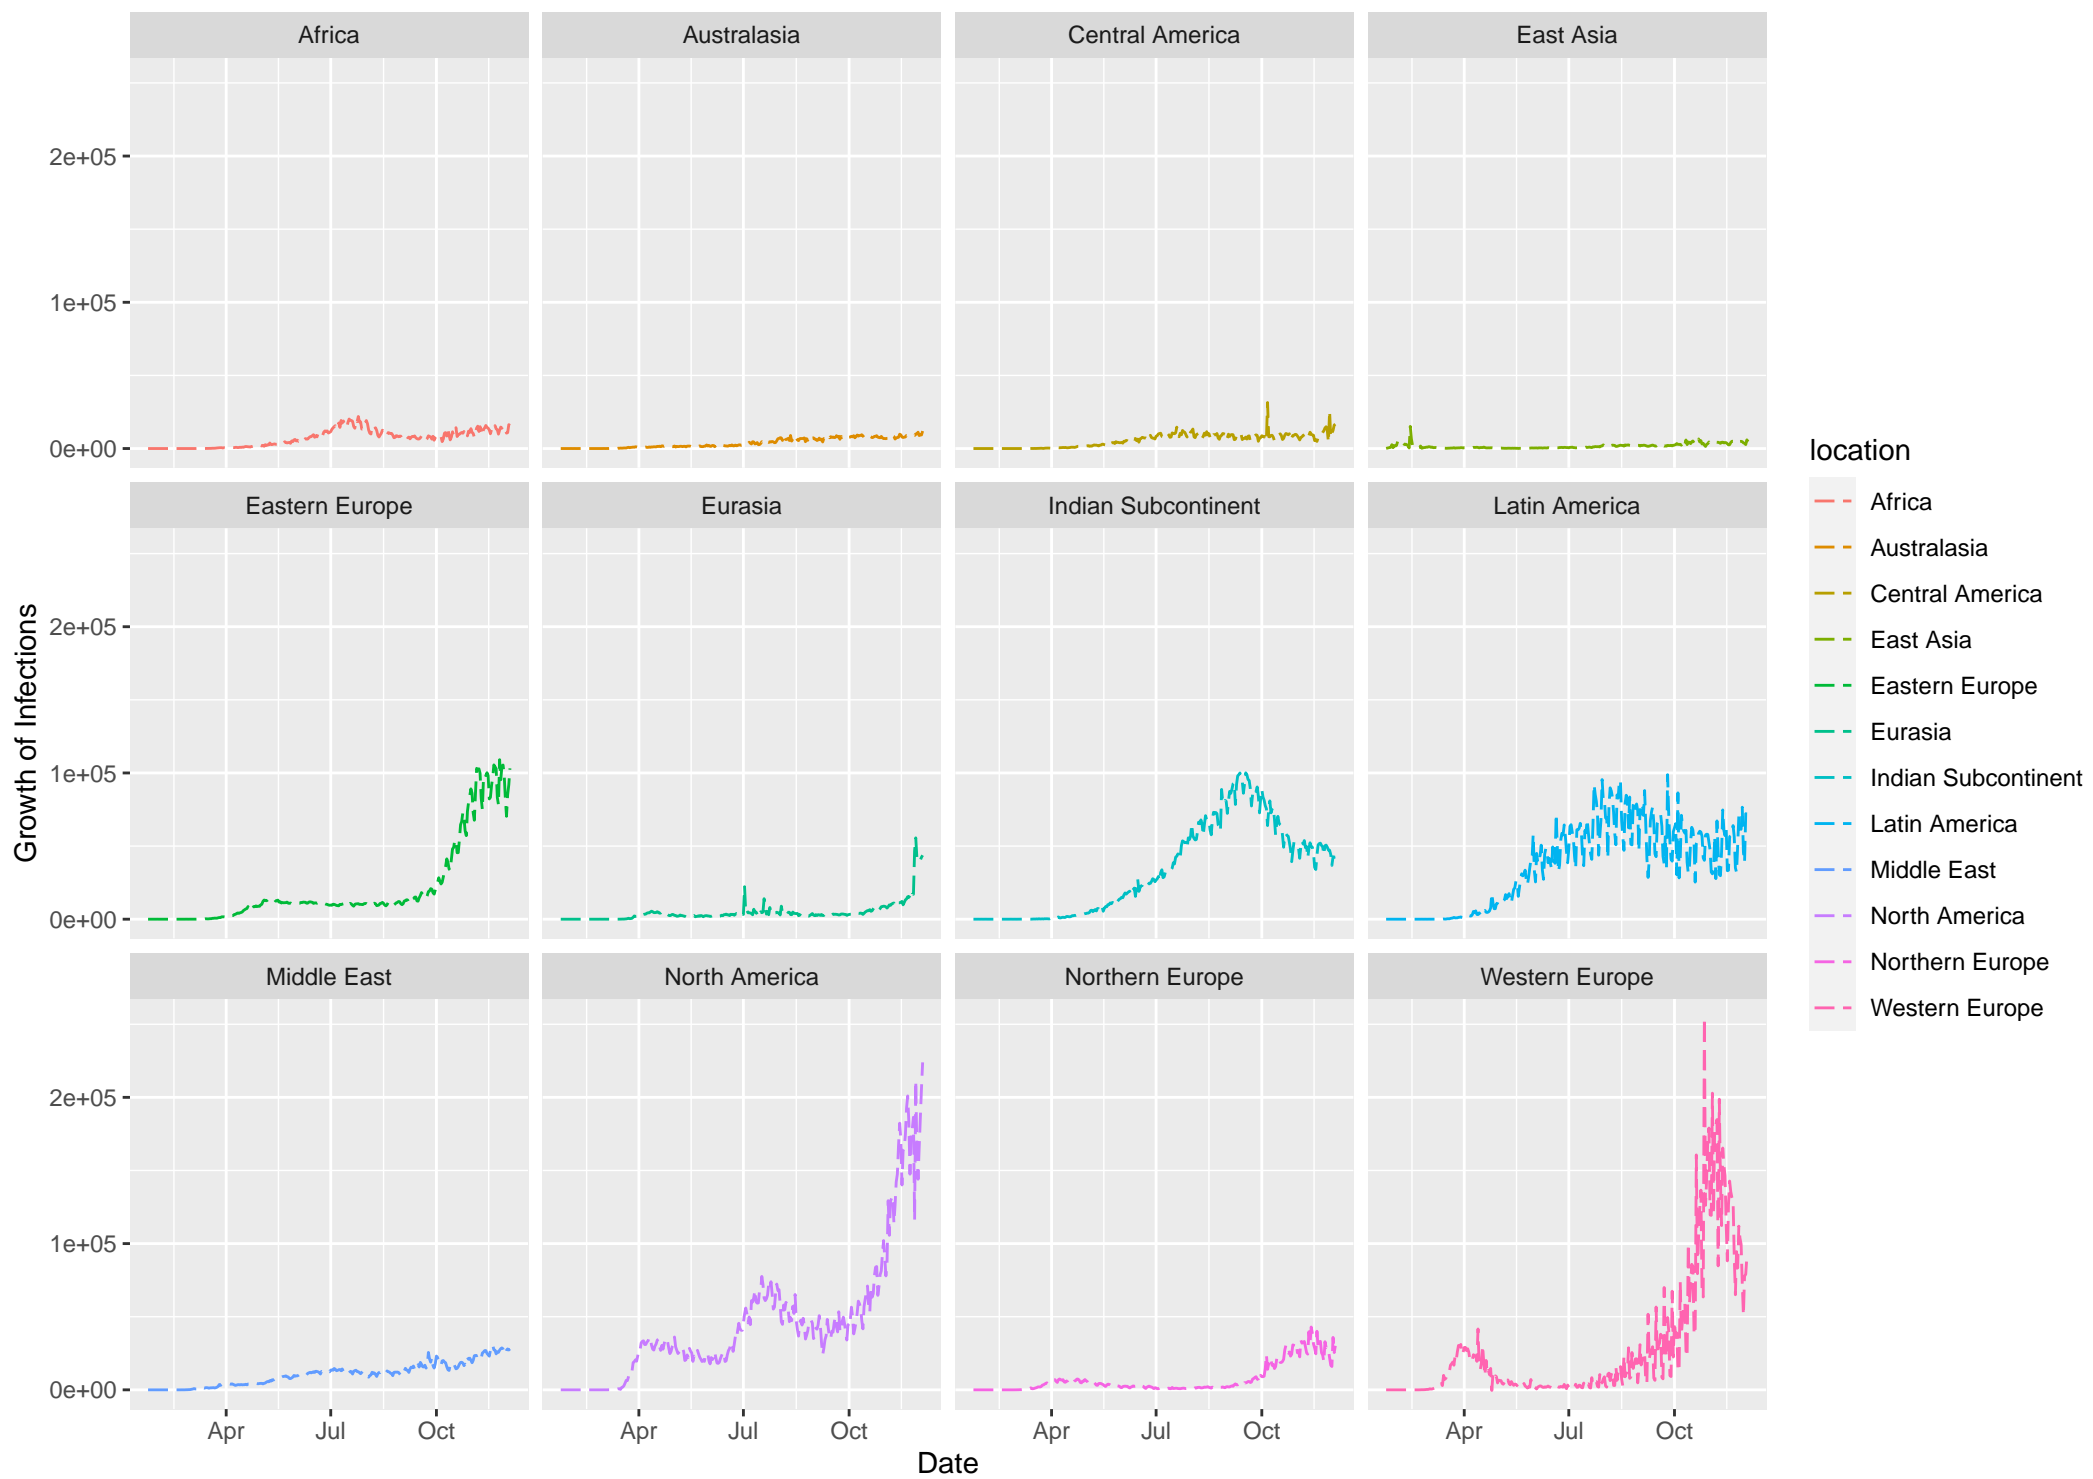 Africa
Australasia
Central America
East Asia
2e+05
1e+05
0e+00
Eastern Europe
Eurasia
Indian Subcontinent
Latin America
2e+05
1e+05
0e+00
Middle East
North America
Northern Europe
Western Europe
2e+05
1e+05
0e+00
Apr Jul Oct
Apr Jul Oct
Apr Jul Oct
Apr Jul Oct
Date
Growth of Infections
location
Africa
Australasia
Central America
East Asia
Eastern Europe
Eurasia
Indian Subcontinent
Latin America
Middle East
North America
Northern Europe
Western Europe